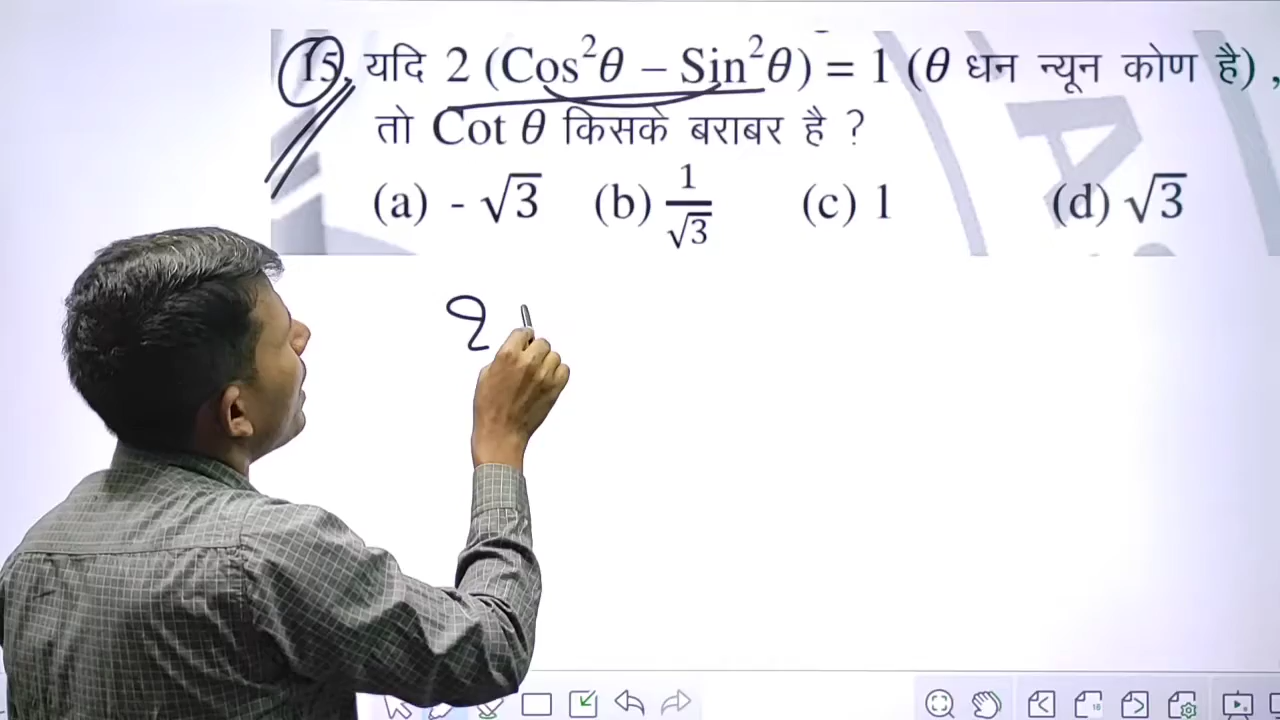 15. यदि 2 (Cos²θ – Sin²θ) = 1 (θ धन न्यून कोण है) ,
तो Cot θ किसके बराबर है ?
(a) - √3 (b) 1/√3 (c) 1 (d) √3
2